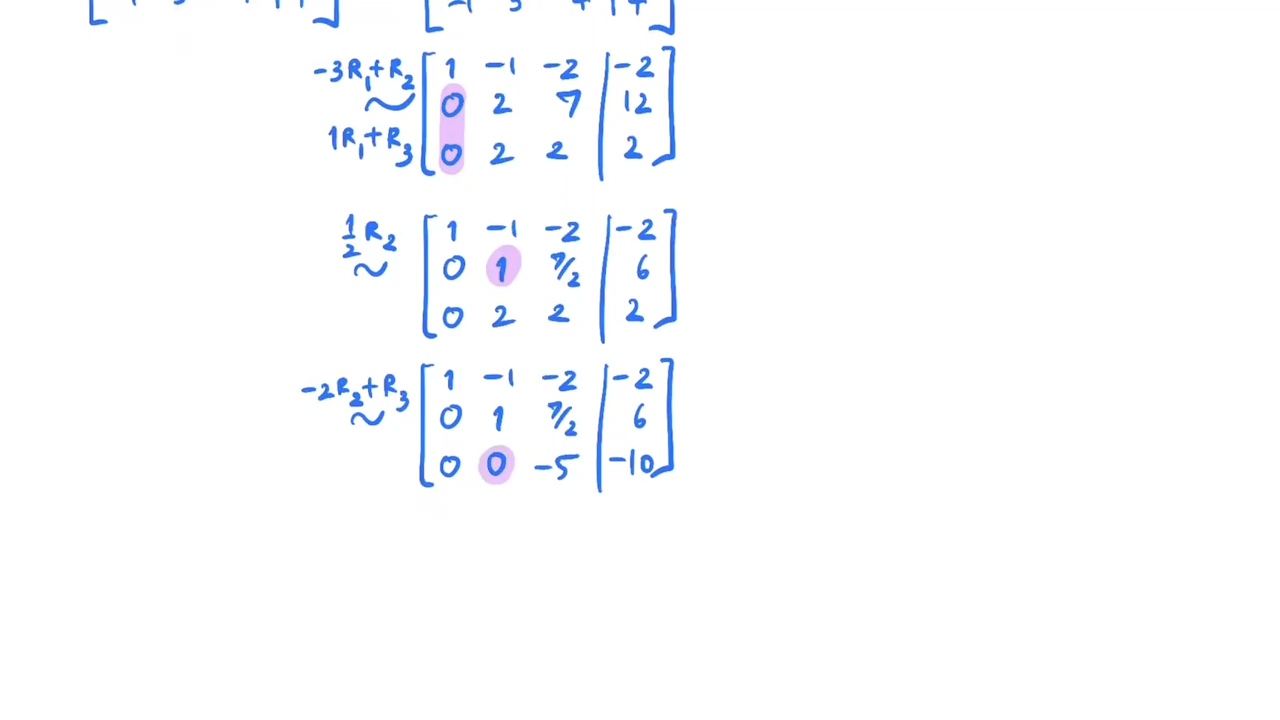 -3R₁+R₂ [ 1 -1 -2 | -2 ]
~ [ 0 2 7 | 12 ]
1R₁+R₃ [ 0 2 2 | 2 ]
½R₂ [ 1 -1 -2 | -2 ]
~ [ 0 1 7/2 | 6 ]
[ 0 2 2 | 2 ]
-2R₂+R₃ [ 1 -1 -2 | -2 ]
~ [ 0 1 7/2 | 6 ]
[ 0 0 -5 | -10 ]